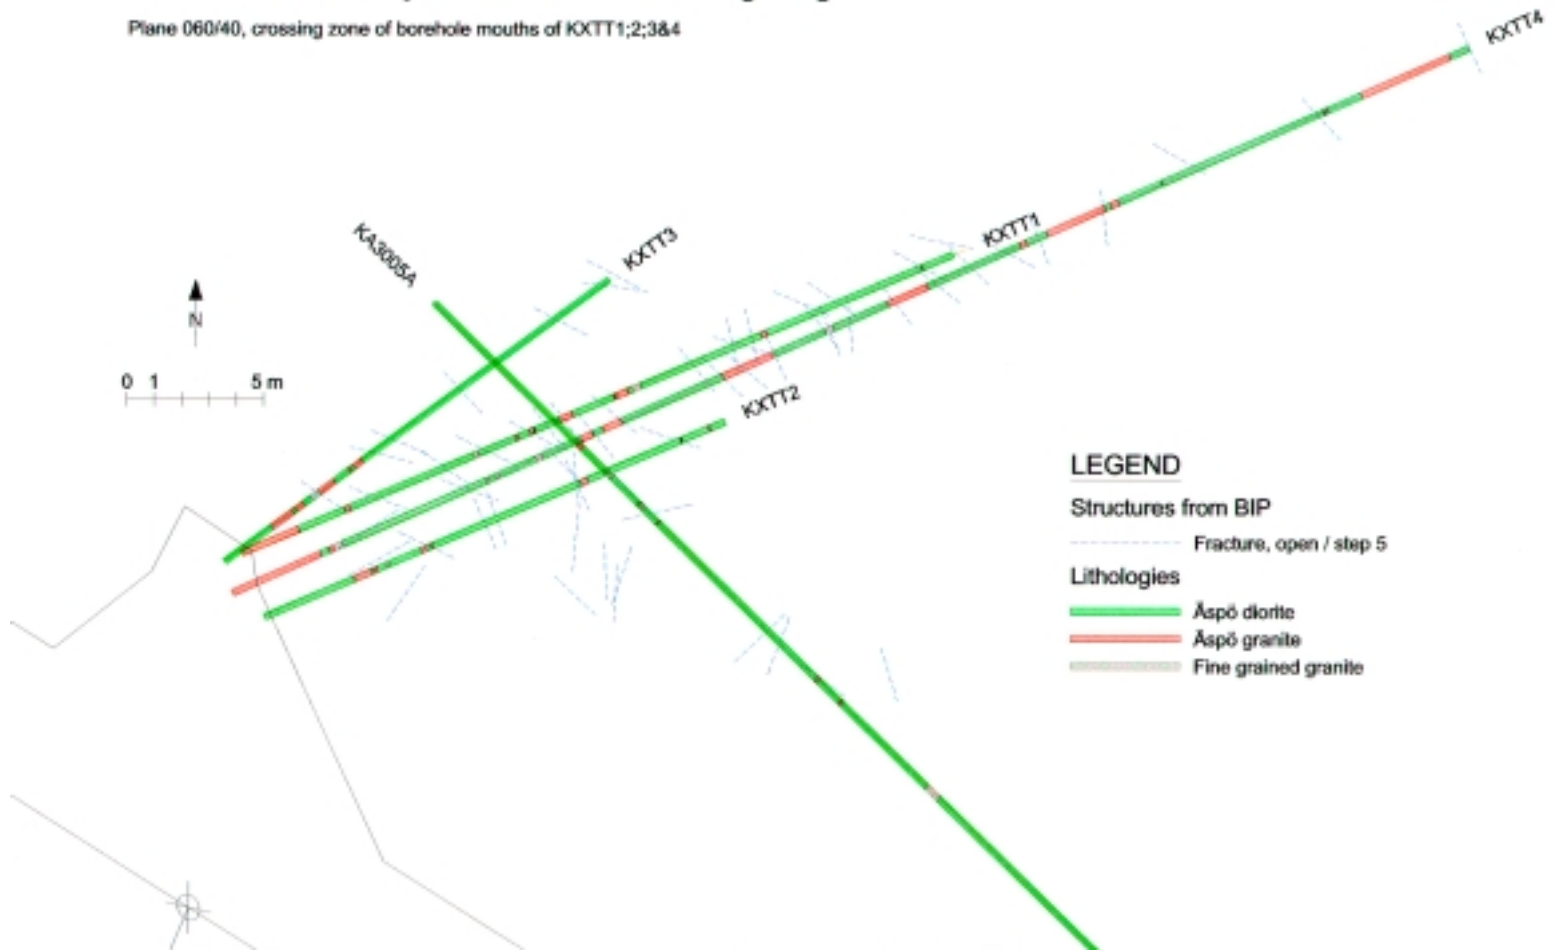 Plane 060/40, crossing zone of borehole mouths of KXTT1;2;3&4
KXTT4
KXTT1
KXTT3
KA3005A
N
0 1 5 m
KXTT2
LEGEND
Structures from BIP
Fracture, open / step 5
Lithologies
Äspö diorite
Äspö granite
Fine grained granite